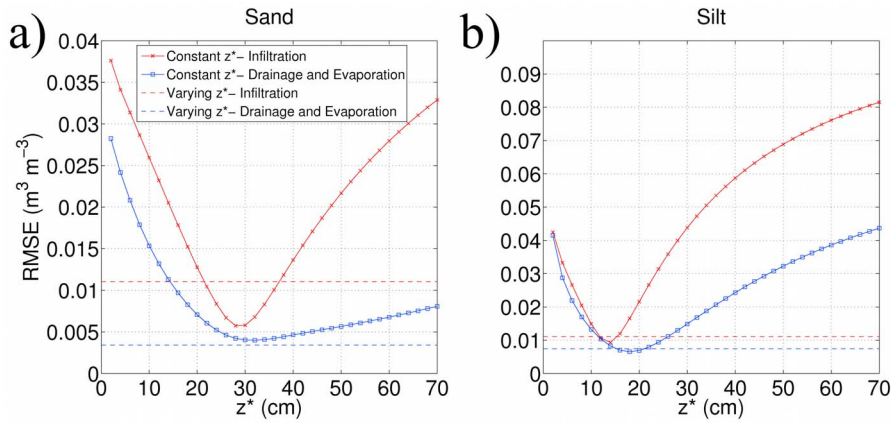 Sand
Silt
a)
b)
0.04
0.035
0.03
0.025
0.02
0.015
0.01
0.005
0
RMSE (m³ m⁻³)
Constant z*– Infiltration
Constant z*– Drainage and Evaporation
Varying z*– Infiltration
Varying z*– Drainage and Evaporation
0 10 20 30 40 50 60 70
z* (cm)
0.09
0.08
0.07
0.06
0.05
0.04
0.03
0.02
0.01
0
0 10 20 30 40 50 60 70
z* (cm)